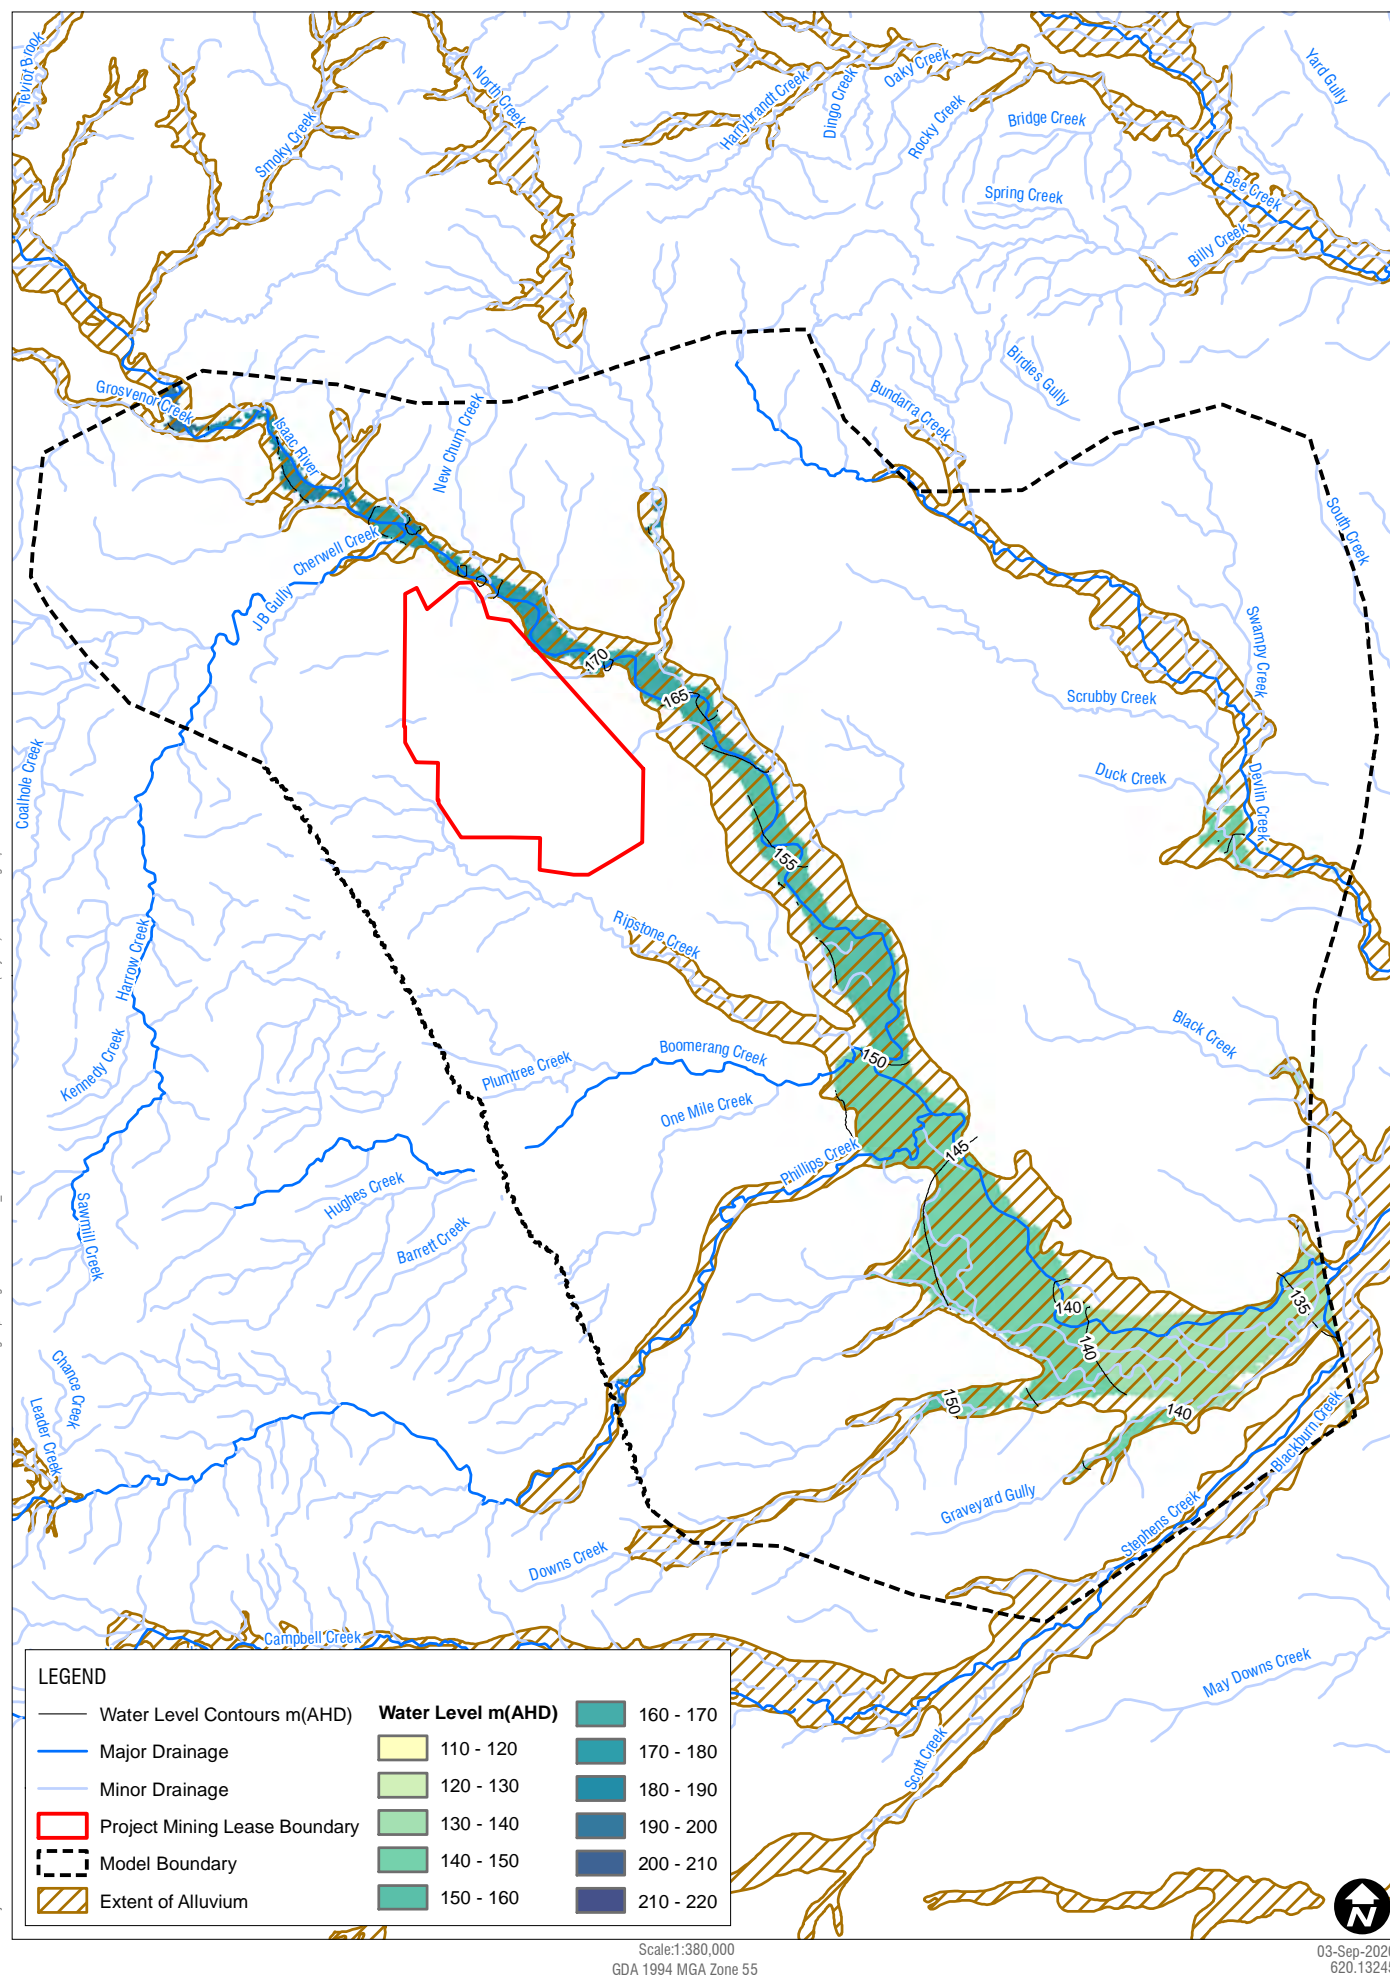 Teviot Brook
Smoky Creek
North Creek
Harrybrandt Creek
Dingo Creek
Oaky Creek
Rocky Creek
Bridge Creek
Yard Gully
Spring Creek
Bee Creek
Billy Creek
Grosvenor Creek
Isaac River
New Chum Creek
Bundarra Creek
Birdies Gully
Cherwell Creek
JB Gully
South Creek
Swampy Creek
Scrubby Creek
Duck Creek
Devlin Creek
Coalhole Creek
170
165
155
Ripstone Creek
Harrow Creek
Kennedy Creek
Plumtree Creek
Boomerang Creek
One Mile Creek
150
Black Creek
145
Phillips Creek
Hughes Creek
Barrett Creek
Sawmill Creek
140
140
135
150
140
Chance Creek
Leader Creek
Blackburn Creek
Graveyard Gully
Stephens Creek
Downs Creek
Campbell Creek
May Downs Creek
Scott Creek
LEGEND
Water Level Contours m(AHD)
Major Drainage
Minor Drainage
Project Mining Lease Boundary
Model Boundary
Extent of Alluvium
Water Level m(AHD)
110 - 120
120 - 130
130 - 140
140 - 150
150 - 160
160 - 170
170 - 180
180 - 190
190 - 200
200 - 210
210 - 220
N
Scale:1:380,000
GDA 1994 MGA Zone 55
03-Sep-2020
620.13245